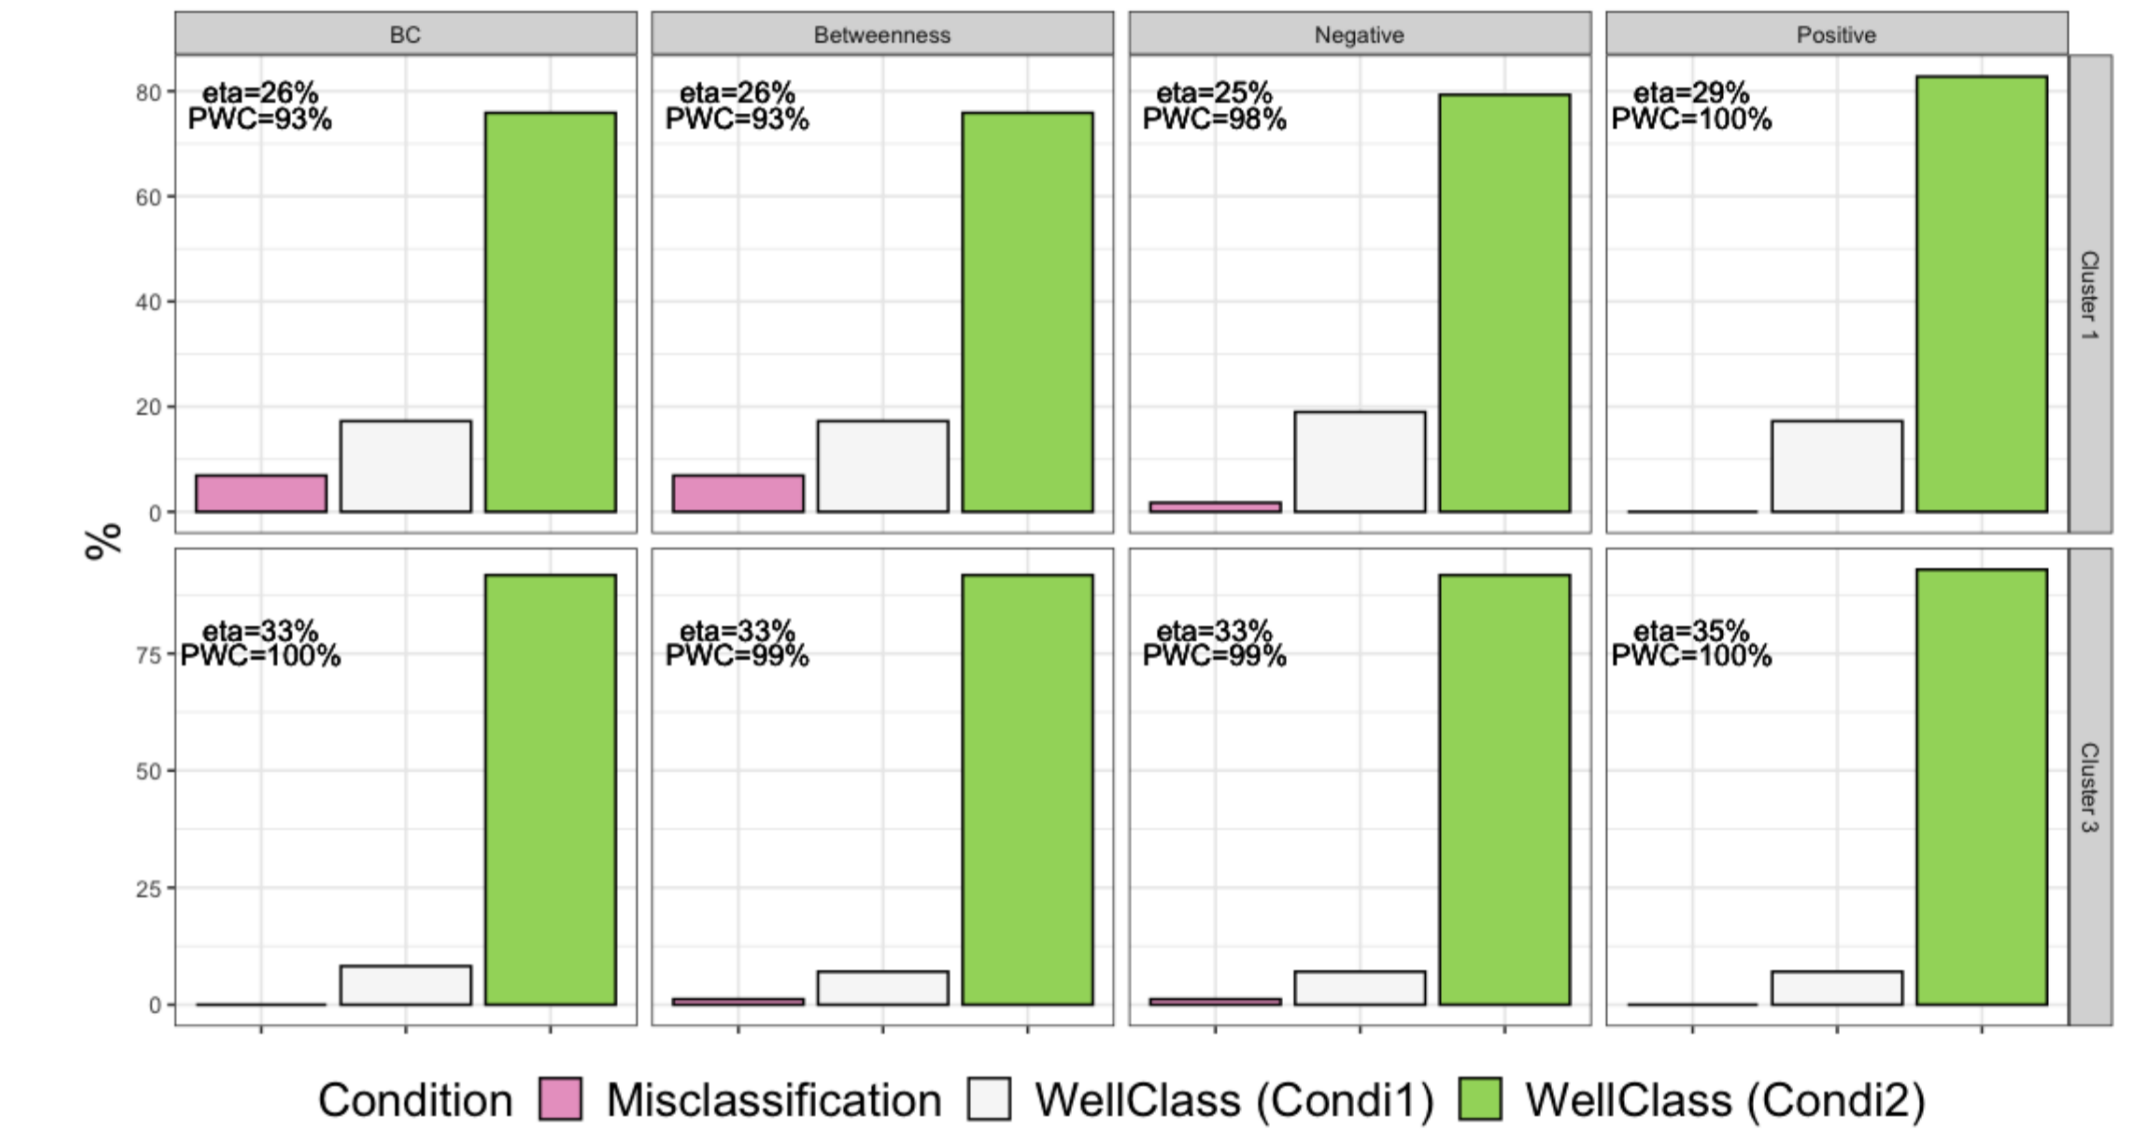 BC
Betweenness
Negative
Positive
80
60
40
20
0
eta=26%
PWC=93%
eta=26%
PWC=93%
eta=25%
PWC=98%
eta=29%
PWC=100%
Cluster 1
%
75
50
25
0
eta=33%
PWC=100%
eta=33%
PWC=99%
eta=33%
PWC=99%
eta=35%
PWC=100%
Cluster 3
Condition Misclassification WellClass (Condi1) WellClass (Condi2)